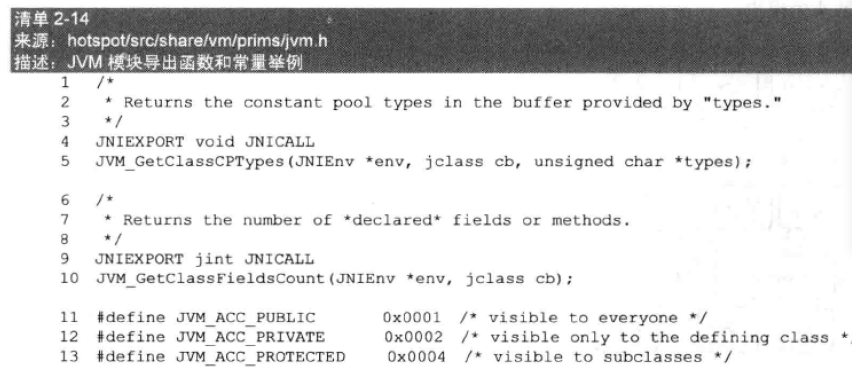 清单 2-14
来源：hotspot/src/share/vm/prims/jvm.h
描述：JVM 模块导出函数和常量举例
1 /*
2 * Returns the constant pool types in the buffer provided by "types."
3 */
4 JNIEXPORT void JNICALL
5 JVM_GetClassCPTypes(JNIEnv *env, jclass cb, unsigned char *types);
6 /*
7 * Returns the number of *declared* fields or methods.
8 */
9 JNIEXPORT jint JNICALL
10 JVM_GetClassFieldsCount(JNIEnv *env, jclass cb);
11 #define JVM_ACC_PUBLIC 0x0001 /* visible to everyone */
12 #define JVM_ACC_PRIVATE 0x0002 /* visible only to the defining class */
13 #define JVM_ACC_PROTECTED 0x0004 /* visible to subclasses */